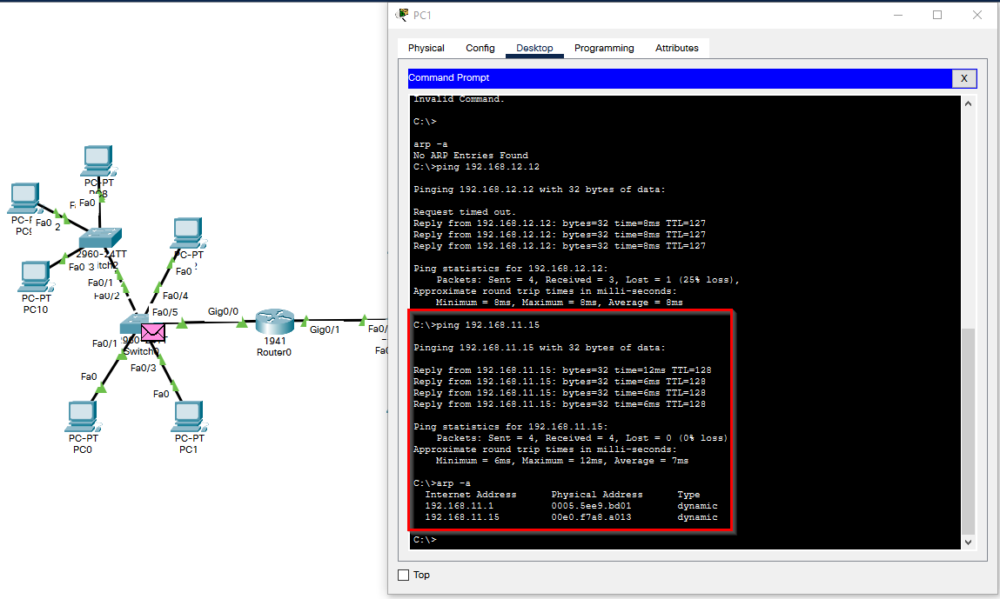 PC1
Physical Config Desktop Programming Attributes
Command Prompt
X
Invalid Command.
C:\>
arp -a
No ARP Entries Found
C:\>ping 192.168.12.12
Pinging 192.168.12.12 with 32 bytes of data:
Request timed out.
Reply from 192.168.12.12: bytes=32 time=8ms TTL=127
Reply from 192.168.12.12: bytes=32 time=8ms TTL=127
Reply from 192.168.12.12: bytes=32 time=8ms TTL=127
Ping statistics for 192.168.12.12:
Packets: Sent = 4, Received = 3, Lost = 1 (25% loss),
Approximate round trip times in milli-seconds:
Minimum = 8ms, Maximum = 8ms, Average = 8ms
C:\>ping 192.168.11.15
Pinging 192.168.11.15 with 32 bytes of data:
Reply from 192.168.11.15: bytes=32 time=12ms TTL=128
Reply from 192.168.11.15: bytes=32 time=6ms TTL=128
Reply from 192.168.11.15: bytes=32 time=6ms TTL=128
Reply from 192.168.11.15: bytes=32 time=6ms TTL=128
Ping statistics for 192.168.11.15:
Packets: Sent = 4, Received = 4, Lost = 0 (0% loss)
Approximate round trip times in milli-seconds:
Minimum = 6ms, Maximum = 12ms, Average = 7ms
C:\>arp -a
Internet Address Physical Address Type
192.168.11.1 0005.5ee9.bd01 dynamic
192.168.11.15 00e0.f7a8.a013 dynamic
C:\>
Top
PC-PT
Fa0
Fa0 2
2960-24TT
Fa0 3
PC-PT
PC10
Fa0/1
Fa0/2
PC-PT
Fa0
Fa0/4
Fa0/5
Gig0/0
1941
Router0
Gig0/1
Fa0/
Fa0/1
Switch0
Fa0/3
Fa0
Fa0
PC-PT
PC0
PC-PT
PC1